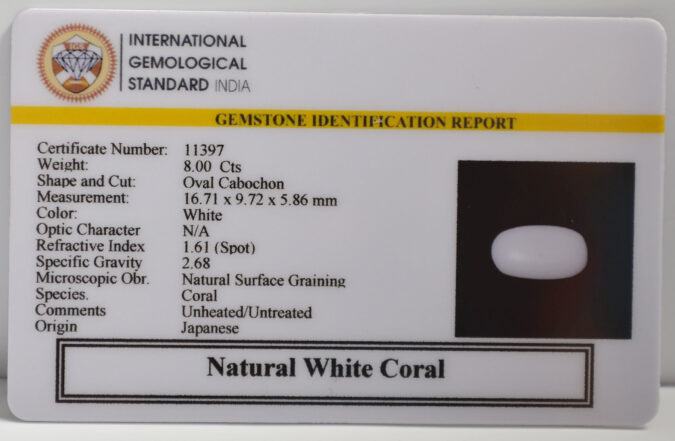 IGS
INTERNATIONAL
GEMOLOGICAL
STANDARD INDIA
GEMSTONE IDENTIFICATION REPORT
Certificate Number: 11397
Weight: 8.00 Cts
Shape and Cut: Oval Cabochon
Measurement: 16.71 x 9.72 x 5.86 mm
Color: White
Optic Character N/A
Refractive Index 1.61 (Spot)
Specific Gravity 2.68
Microscopic Obr. Natural Surface Graining
Species. Coral
Comments Unheated/Untreated
Origin Japanese
Natural White Coral